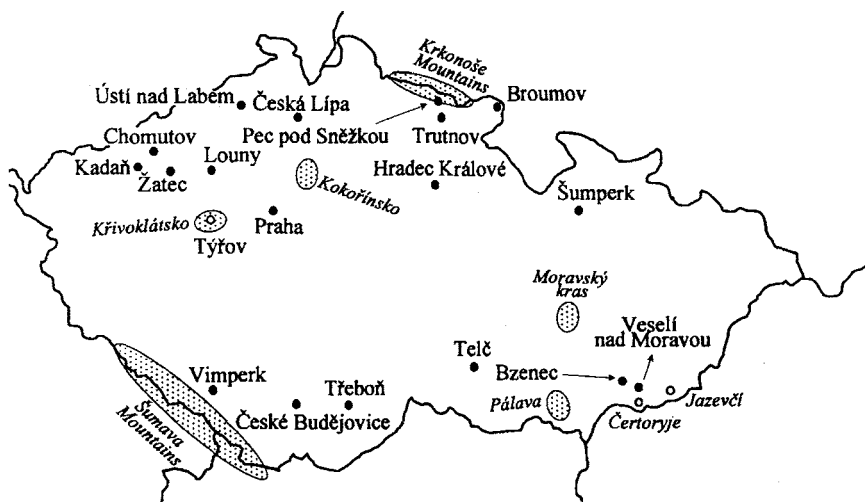 Krkonoše
Mountains
Ústí nad Labem
Česká Lípa
Broumov
Pec pod Sněžkou
Trutnov
Chomutov
Kadaň
Žatec
Louny
Kokořínsko
Hradec Králové
Šumperk
Křivoklátsko
Týřov
Praha
Moravský
kras
Veselí
nad Moravou
Telč
Bzenec
Vimperk
Třeboň
České Budějovice
Pálava
Jazevčí
Čertoryje
Šumava
Mountains